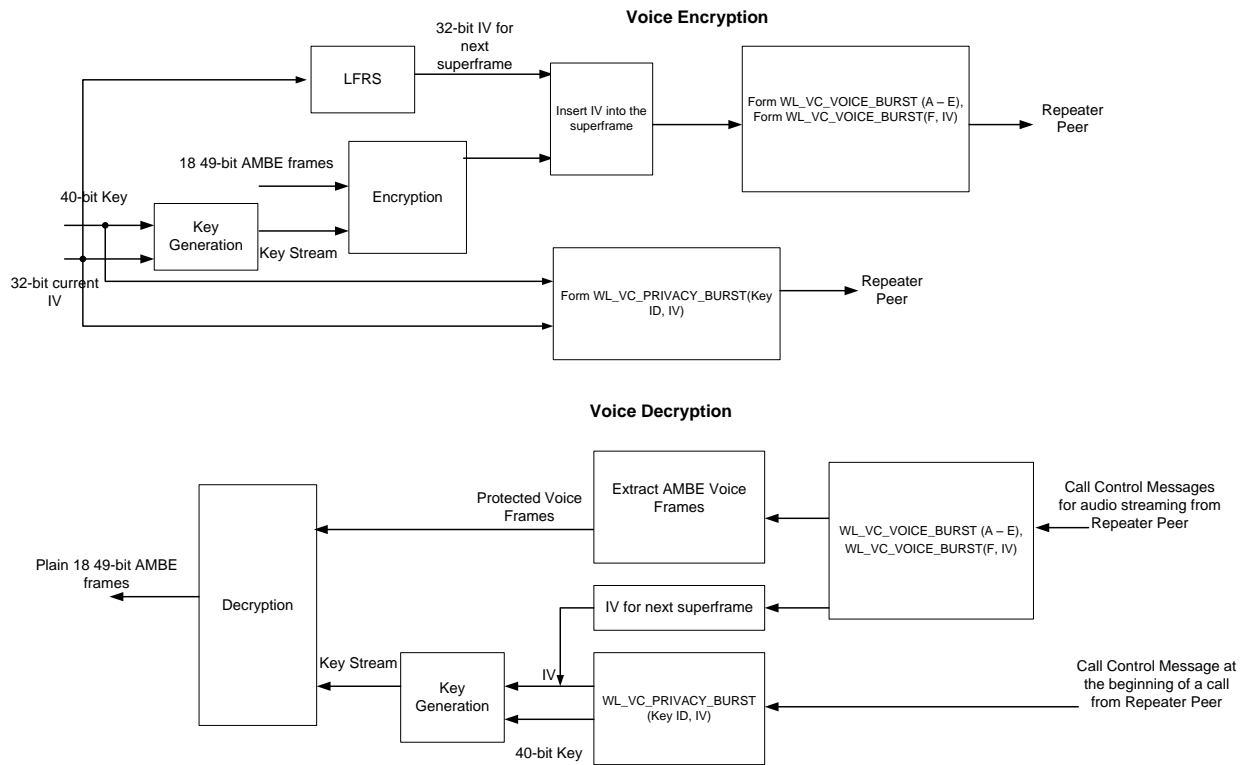 Voice Encryption
32-bit IV for
next
superframe
LFRS
Insert IV into the
superframe
Form WL_VC_VOICE_BURST (A – E),
Form WL_VC_VOICE_BURST(F, IV)
Repeater
Peer
18 49-bit AMBE frames
Encryption
40-bit Key
Key
Generation
Key Stream
32-bit current
IV
Form WL_VC_PRIVACY_BURST(Key
ID, IV)
Repeater
Peer
Voice Decryption
Extract AMBE Voice
Frames
Protected Voice
Frames
Call Control Messages
for audio streaming from
Repeater Peer
WL_VC_VOICE_BURST (A – E),
WL_VC_VOICE_BURST(F, IV)
Plain 18 49-bit AMBE
frames
Decryption
IV for next superframe
Key Stream
Key
Generation
IV
WL_VC_PRIVACY_BURST
(Key ID, IV)
Call Control Message at
the beginning of a call
from Repeater Peer
40-bit Key